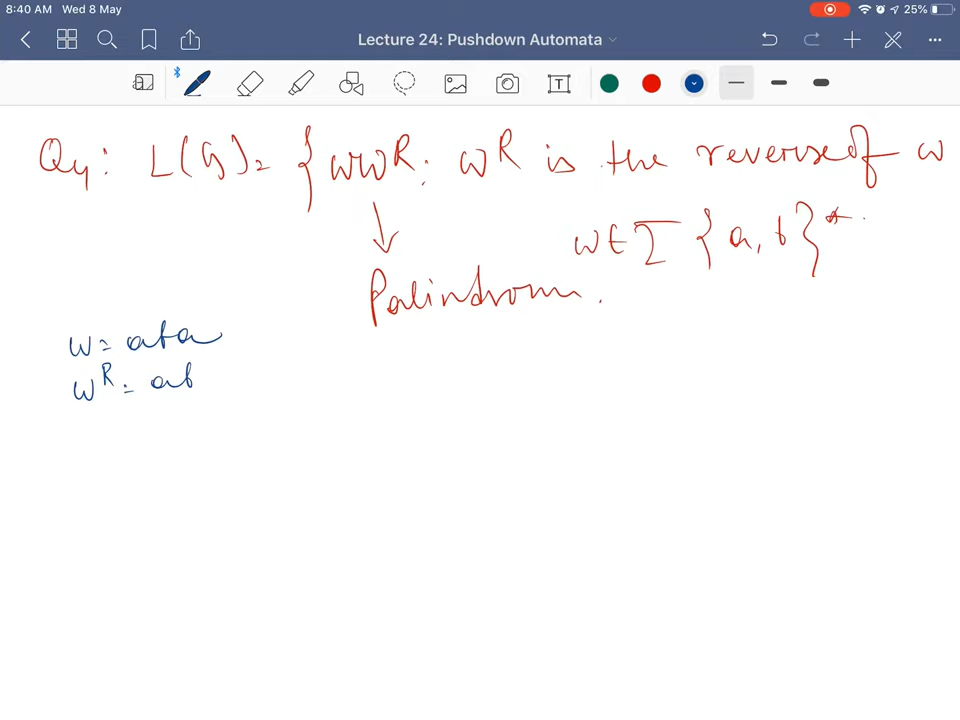 8:40 AM Wed 8 May 25%
Lecture 24: Pushdown Automata
Q4: L(G) = { wwR : wR is the reverse of w
w ∈ Σ {a, b}*
Palindrom.
w = aba
wR = ab